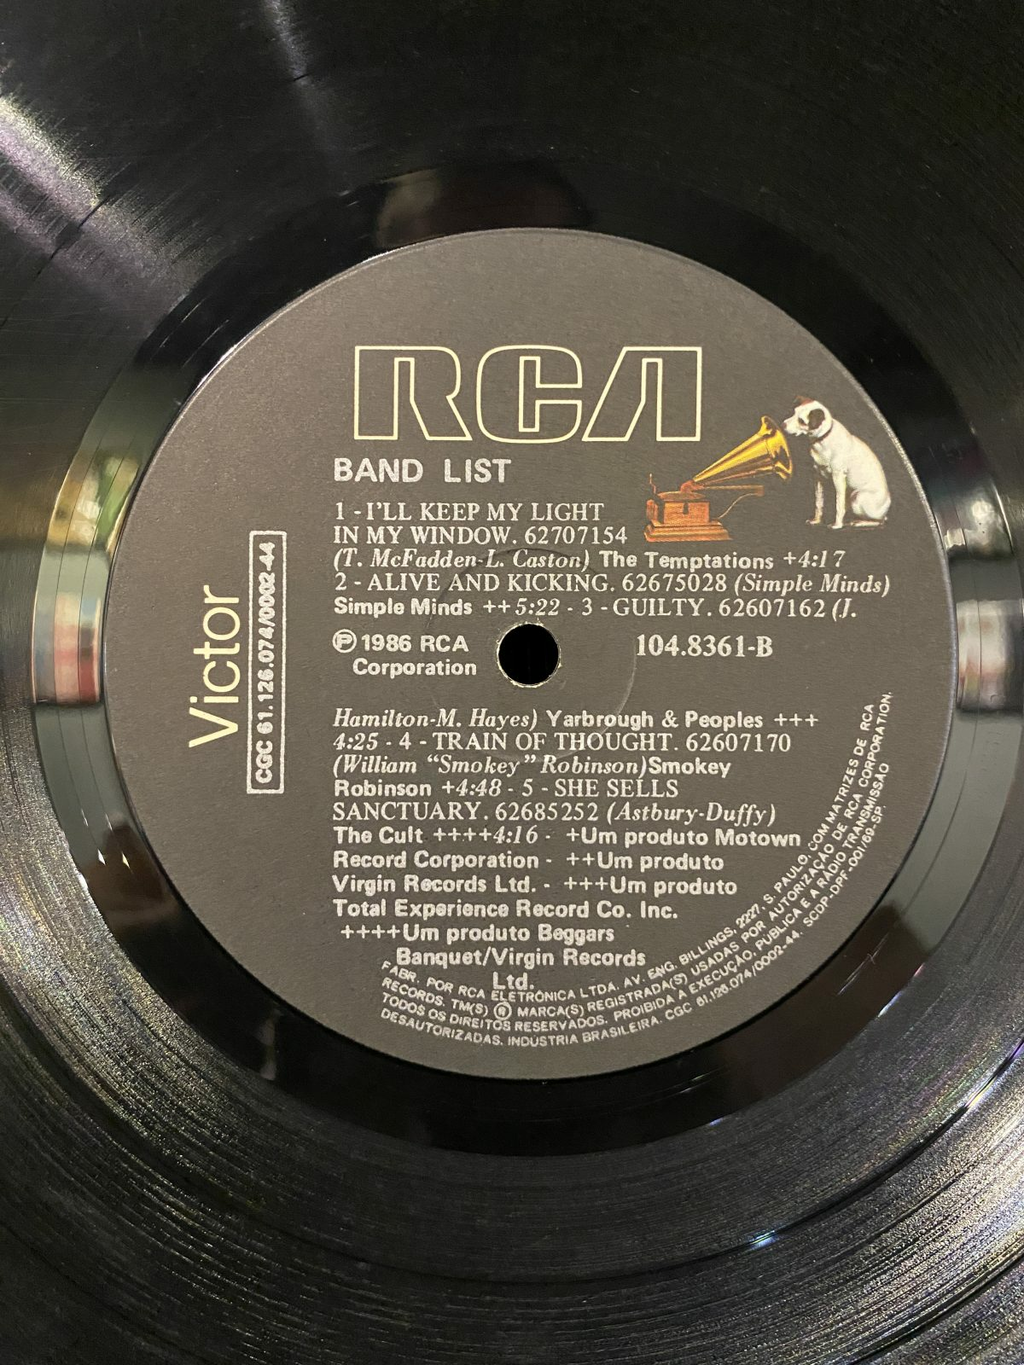 RCA
BAND LIST
1 - I'LL KEEP MY LIGHT
IN MY WINDOW. 62707154
(T. McFadden-L. Caston) The Temptations +4:17
2 - ALIVE AND KICKING. 62675028 (Simple Minds)
Simple Minds ++5:22 - 3 - GUILTY. 62607162 (J.
Ⓟ1986 RCA
Corporation
104.8361-B
Hamilton-M. Hayes) Yarbrough & Peoples +++
4:25 - 4 - TRAIN OF THOUGHT. 62607170
(William "Smokey" Robinson)Smokey
Robinson +4:48 - 5 - SHE SELLS
SANCTUARY. 62685252 (Astbury-Duffy)
The Cult ++++4:16 - +Um produto Motown
Record Corporation - ++Um produto
Virgin Records Ltd. - +++Um produto
Total Experience Record Co. Inc.
++++Um produto Beggars
Banquet/Virgin Records
Ltd.
Victor
CGC 61.126.074/0002-44
FABR. POR RCA ELETRÔNICA LTDA. AV. ENG. BILLINGS, 2227. S. PAULO, COM MATRIZES DE RCA
RECORDS. TM(S) ® MARCA(S) REGISTRADA(S) USADAS POR AUTORIZAÇÃO DE RCA CORPORATION.
TODOS OS DIREITOS RESERVADOS. PROIBIDA A EXECUÇÃO, PÚBLICA E A RÁDIO TRANSMISSÃO
DESAUTORIZADAS. INDÚSTRIA BRASILEIRA. CGC 61.126.074/0002-44. SCDP-DPF-001/69-SP.